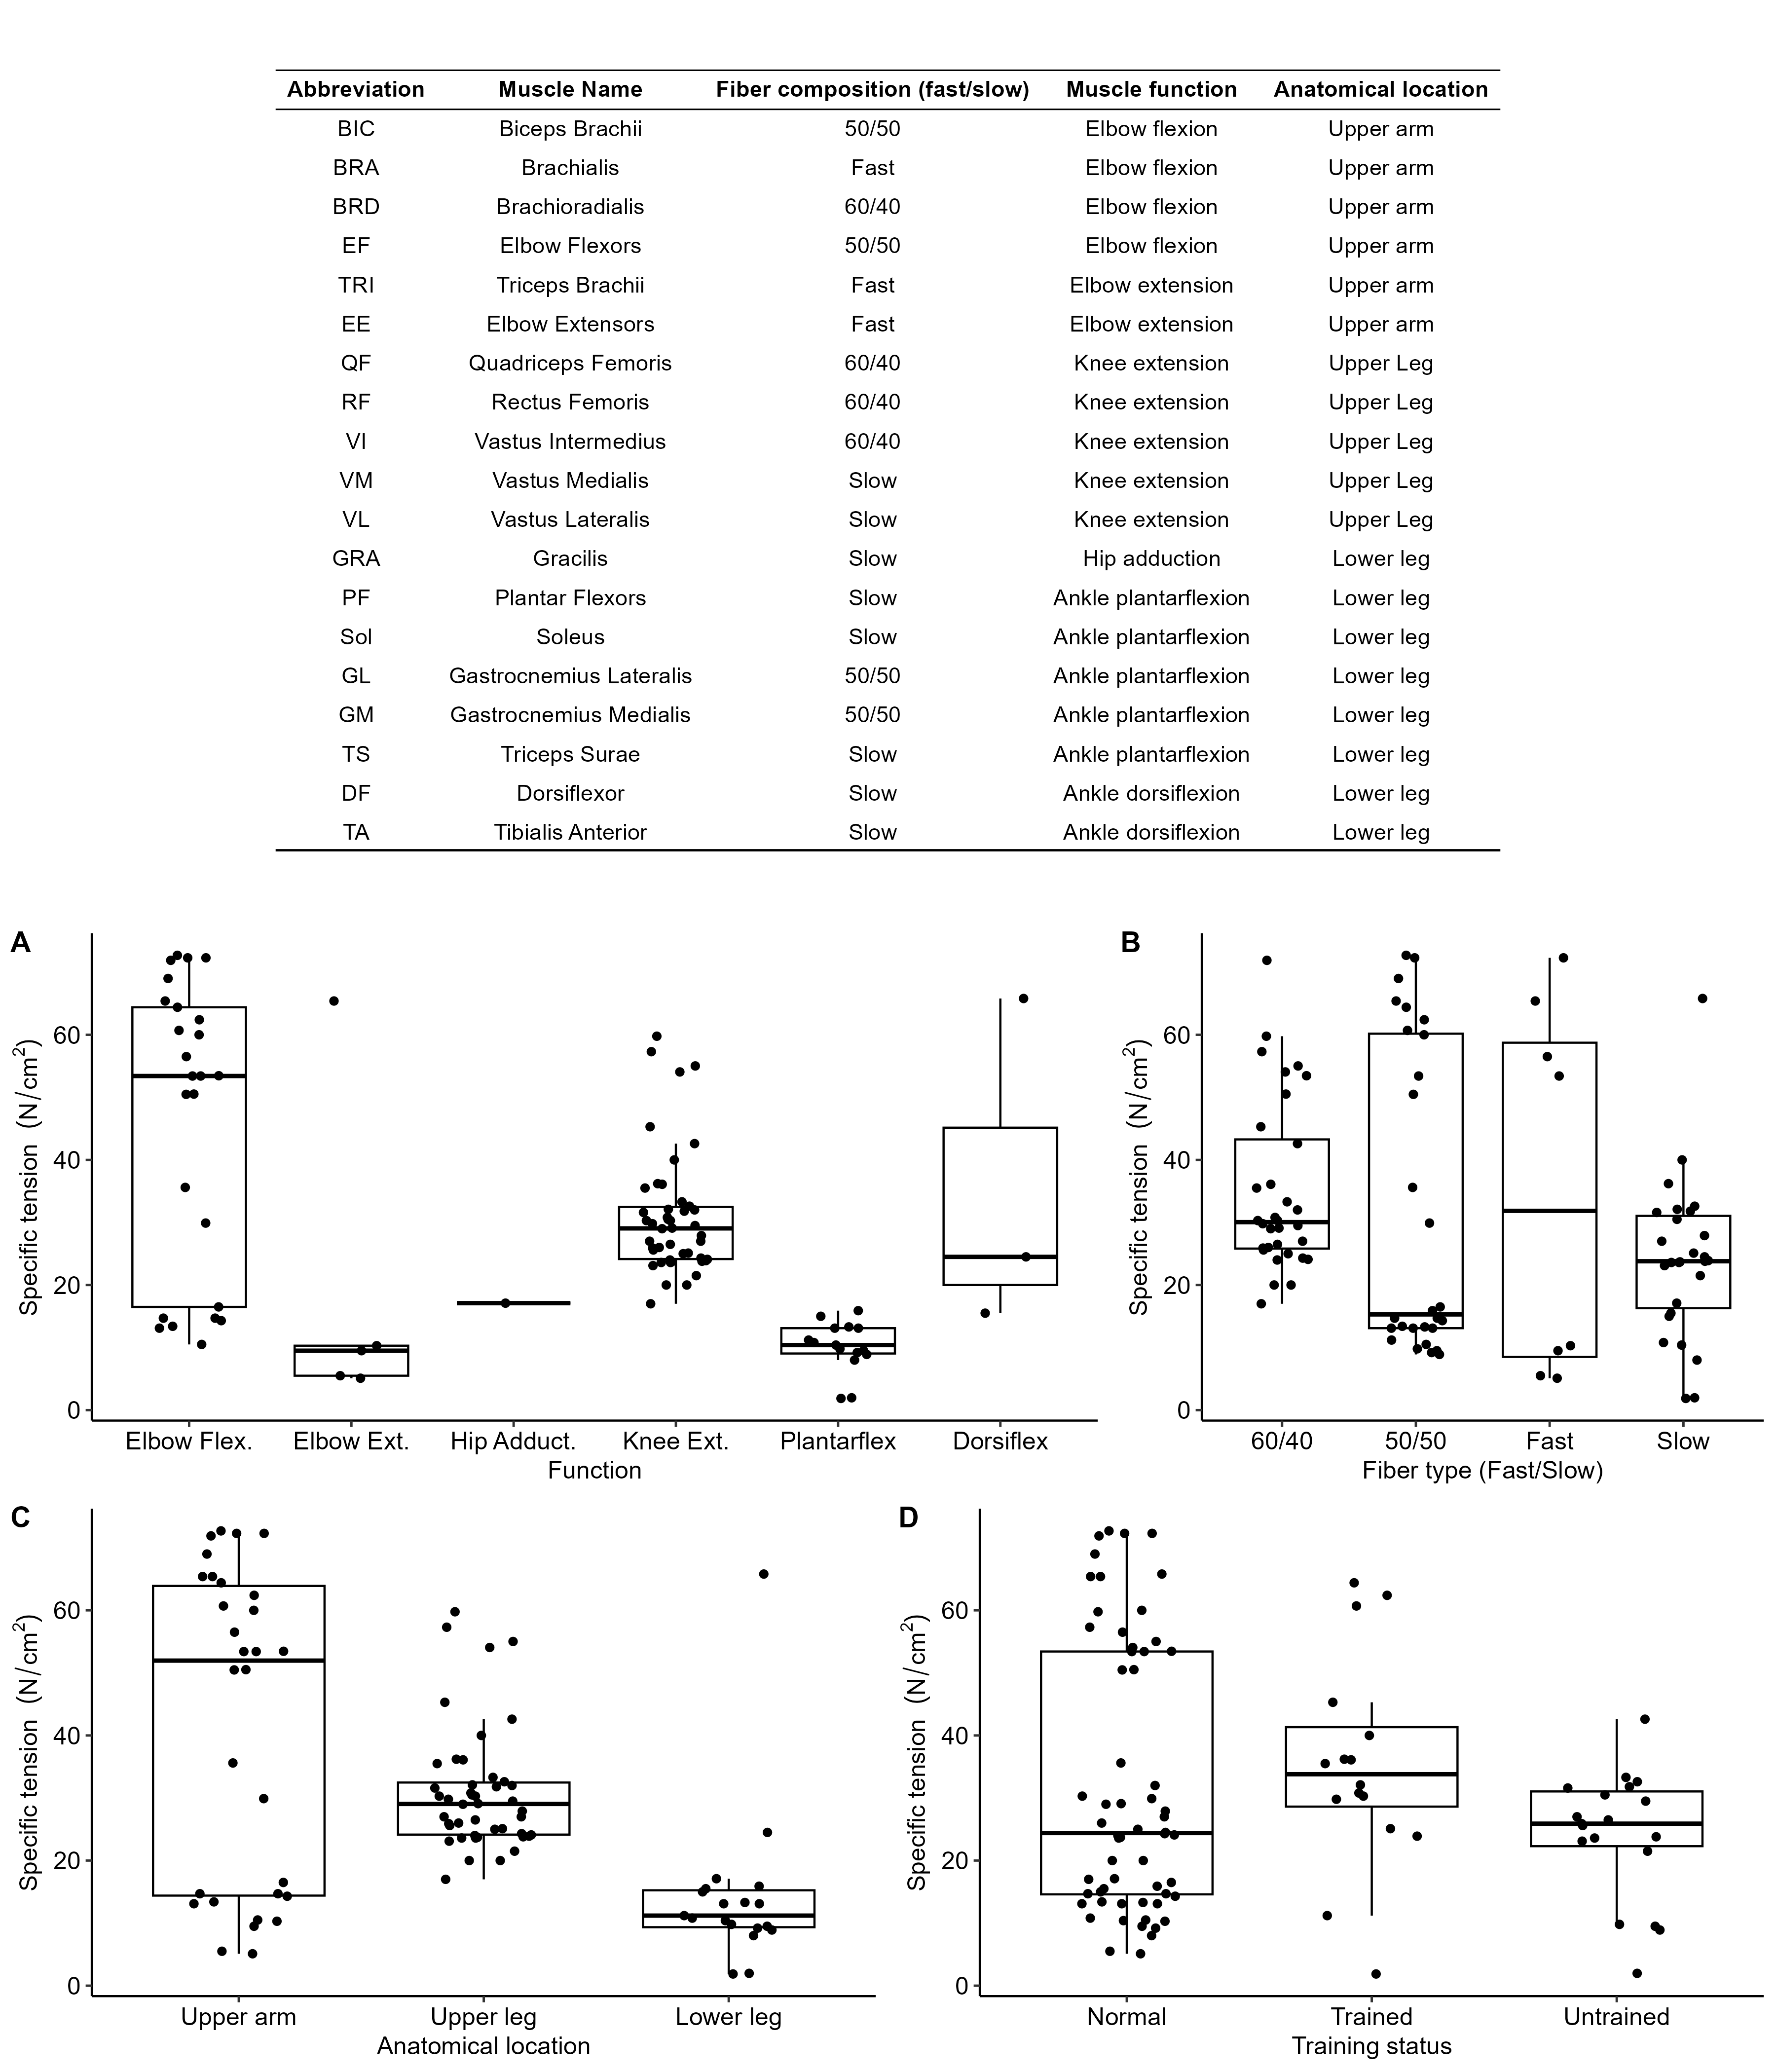 Abbreviation Muscle Name Fiber composition (fast/slow) Muscle function Anatomical location
BIC Biceps Brachii 50/50 Elbow flexion Upper arm
BRA Brachialis Fast Elbow flexion Upper arm
BRD Brachioradialis 60/40 Elbow flexion Upper arm
EF Elbow Flexors 50/50 Elbow flexion Upper arm
TRI Triceps Brachii Fast Elbow extension Upper arm
EE Elbow Extensors Fast Elbow extension Upper arm
QF Quadriceps Femoris 60/40 Knee extension Upper Leg
RF Rectus Femoris 60/40 Knee extension Upper Leg
VI Vastus Intermedius 60/40 Knee extension Upper Leg
VM Vastus Medialis Slow Knee extension Upper Leg
VL Vastus Lateralis Slow Knee extension Upper Leg
GRA Gracilis Slow Hip adduction Lower leg
PF Plantar Flexors Slow Ankle plantarflexion Lower leg
Sol Soleus Slow Ankle plantarflexion Lower leg
GL Gastrocnemius Lateralis 50/50 Ankle plantarflexion Lower leg
GM Gastrocnemius Medialis 50/50 Ankle plantarflexion Lower leg
TS Triceps Surae Slow Ankle plantarflexion Lower leg
DF Dorsiflexor Slow Ankle dorsiflexion Lower leg
TA Tibialis Anterior Slow Ankle dorsiflexion Lower leg
A
Specific tension (N/cm²)
60
40
20
0
Elbow Flex. Elbow Ext. Hip Adduct. Knee Ext. Plantarflex Dorsiflex
Function
B
Specific tension (N/cm²)
60
40
20
0
60/40 50/50 Fast Slow
Fiber type (Fast/Slow)
C
Specific tension (N/cm²)
60
40
20
0
Upper arm Upper leg Lower leg
Anatomical location
D
Specific tension (N/cm²)
60
40
20
0
Normal Trained Untrained
Training status